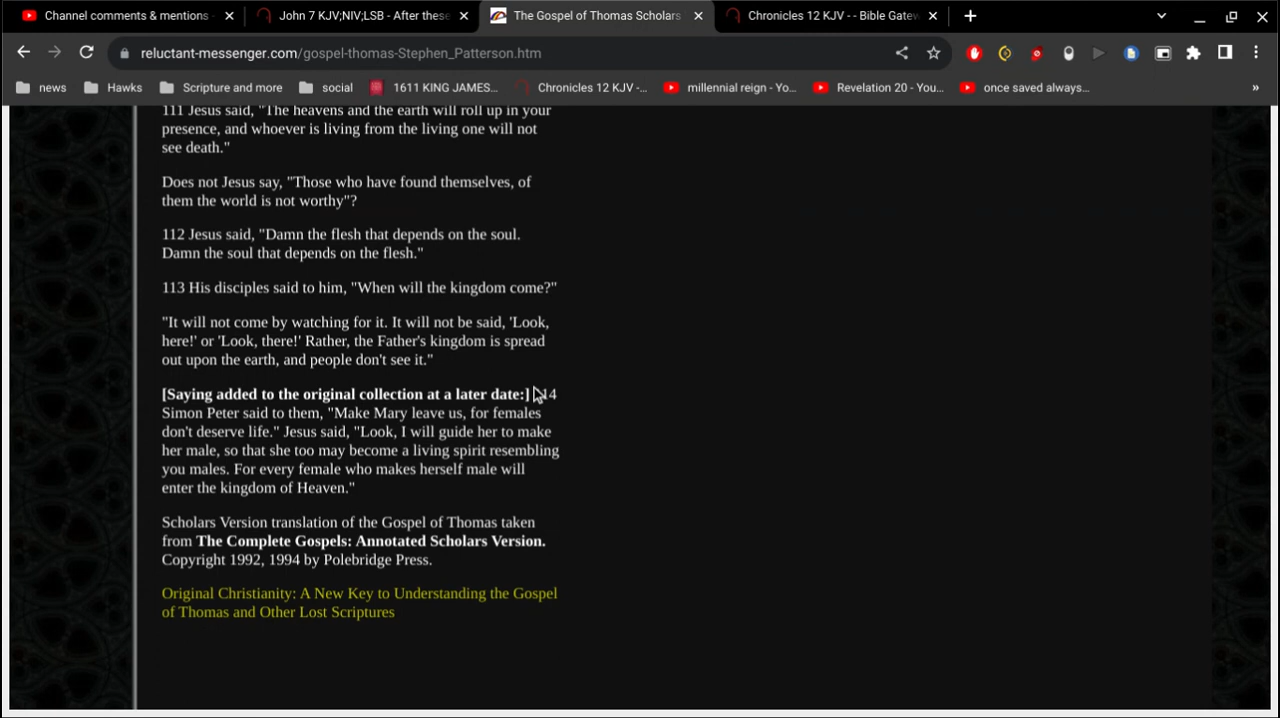 Channel comments & mentions -
John 7 KJV;NIV;LSB - After these
The Gospel of Thomas Scholars
Chronicles 12 KJV - - Bible Gatew
reluctant-messenger.com/gospel-thomas-Stephen_Patterson.htm
news
Hawks
Scripture and more
social
1611 KING JAMES...
Chronicles 12 KJV -...
millennial reign - Yo...
Revelation 20 - You...
once saved always...
»
111 Jesus said, "The heavens and the earth will roll up in your
presence, and whoever is living from the living one will not
see death."
Does not Jesus say, "Those who have found themselves, of
them the world is not worthy"?
112 Jesus said, "Damn the flesh that depends on the soul.
Damn the soul that depends on the flesh."
113 His disciples said to him, "When will the kingdom come?"
"It will not come by watching for it. It will not be said, 'Look,
here!' or 'Look, there!' Rather, the Father's kingdom is spread
out upon the earth, and people don't see it."
[Saying added to the original collection at a later date:] 114
Simon Peter said to them, "Make Mary leave us, for females
don't deserve life." Jesus said, "Look, I will guide her to make
her male, so that she too may become a living spirit resembling
you males. For every female who makes herself male will
enter the kingdom of Heaven."
Scholars Version translation of the Gospel of Thomas taken
from The Complete Gospels: Annotated Scholars Version.
Copyright 1992, 1994 by Polebridge Press.
Original Christianity: A New Key to Understanding the Gospel
of Thomas and Other Lost Scriptures